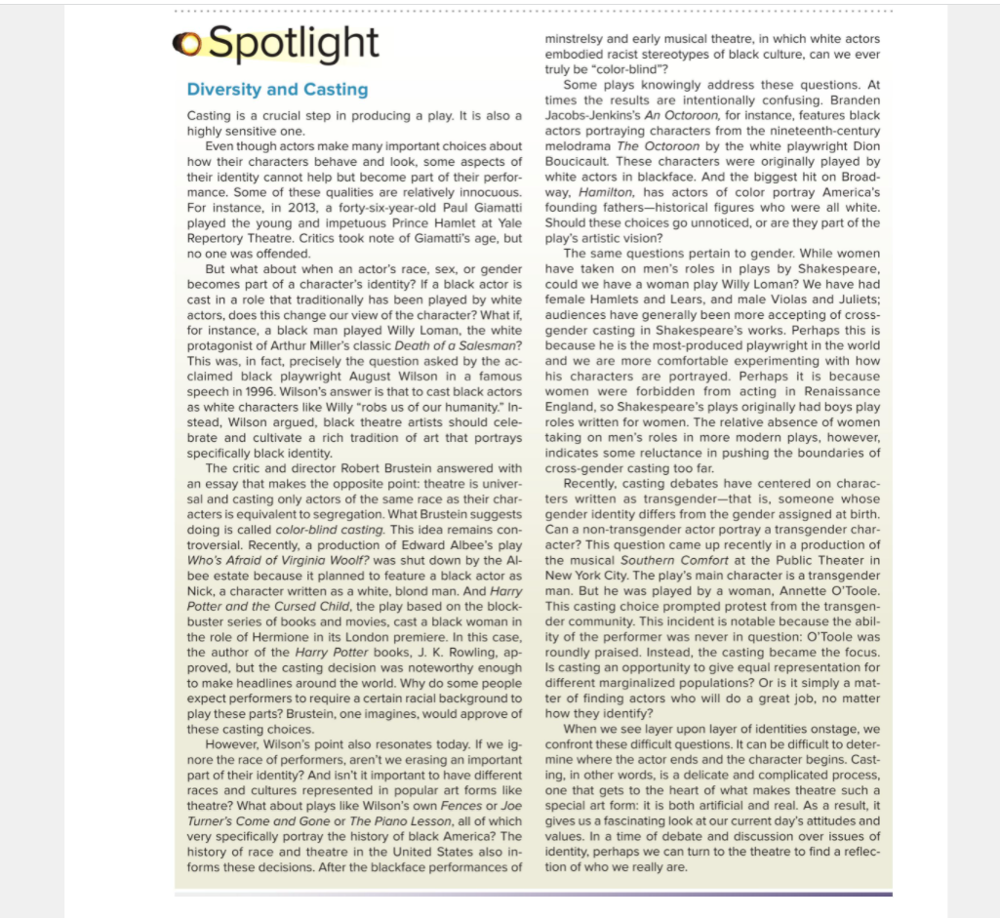 Spotlight
Diversity and Casting
Casting is a crucial step in producing a play. It is also a
highly sensitive one.
Even though actors make many important choices about
how their characters behave and look, some aspects of
their identity cannot help but become part of their perfor-
mance. Some of these qualities are relatively innocuous.
For instance, in 2013, a forty-six-year-old Paul Giamatti
played the young and impetuous Prince Hamlet at Yale
Repertory Theatre. Critics took note of Giamatti's age, but
no one was offended.
But what about when an actor's race, sex, or gender
becomes part of a character's identity? If a black actor is
cast in a role that traditionally has been played by white
actors, does this change our view of the character? What if,
for instance, a black man played Willy Loman, the white
protagonist of Arthur Miller's classic Death of a Salesman?
This was, in fact, precisely the question asked by the ac-
claimed black playwright August Wilson in a famous
speech in 1996. Wilson's answer is that to cast black actors
as white characters like Willy "robs us of our humanity." In-
stead, Wilson argued, black theatre artists should cele-
brate and cultivate a rich tradition of art that portrays
specifically black identity.
The critic and director Robert Brustein answered with
an essay that makes the opposite point: theatre is univer-
sal and casting only actors of the same race as their char-
acters is equivalent to segregation. What Brustein suggests
doing is called color-blind casting. This idea remains con-
troversial. Recently, a production of Edward Albee's play
Who's Afraid of Virginia Woolf? was shut down by the Al-
bee estate because it planned to feature a black actor as
Nick, a character written as a white, blond man. And Harry
Potter and the Cursed Child, the play based on the block-
buster series of books and movies, cast a black woman in
the role of Hermione in its London premiere. In this case,
the author of the Harry Potter books, J. K. Rowling, ap-
proved, but the casting decision was noteworthy enough
to make headlines around the world. Why do some people
expect performers to require a certain racial background to
play these parts? Brustein, one imagines, would approve of
these casting choices.
However, Wilson's point also resonates today. If we ig-
nore the race of performers, aren't we erasing an important
part of their identity? And isn't it important to have different
races and cultures represented in popular art forms like
theatre? What about plays like Wilson's own Fences or Joe
Turner's Come and Gone or The Piano Lesson, all of which
very specifically portray the history of black America? The
history of race and theatre in the United States also in-
forms these decisions. After the blackface performances of
minstrelsy and early musical theatre, in which white actors
embodied racist stereotypes of black culture, can we ever
truly be "color-blind"?
Some plays knowingly address these questions. At
times the results are intentionally confusing. Branden
Jacobs-Jenkins's An Octoroon, for instance, features black
actors portraying characters from the nineteenth-century
melodrama The Octoroon by the white playwright Dion
Boucicault. These characters were originally played by
white actors in blackface. And the biggest hit on Broad-
way, Hamilton, has actors of color portray America's
founding fathers—historical figures who were all white.
Should these choices go unnoticed, or are they part of the
play's artistic vision?
The same questions pertain to gender. While women
have taken on men's roles in plays by Shakespeare,
could we have a woman play Willy Loman? We have had
female Hamlets and Lears, and male Violas and Juliets;
audiences have generally been more accepting of cross-
gender casting in Shakespeare's works. Perhaps this is
because he is the most-produced playwright in the world
and we are more comfortable experimenting with how
his characters are portrayed. Perhaps it is because
women were forbidden from acting in Renaissance
England, so Shakespeare's plays originally had boys play
roles written for women. The relative absence of women
taking on men's roles in more modern plays, however,
indicates some reluctance in pushing the boundaries of
cross-gender casting too far.
Recently, casting debates have centered on charac-
ters written as transgender—that is, someone whose
gender identity differs from the gender assigned at birth.
Can a non-transgender actor portray a transgender char-
acter? This question came up recently in a production of
the musical Southern Comfort at the Public Theater in
New York City. The play's main character is a transgender
man. But he was played by a woman, Annette O'Toole.
This casting choice prompted protest from the transgen-
der community. This incident is notable because the abil-
ity of the performer was never in question: O'Toole was
roundly praised. Instead, the casting became the focus.
Is casting an opportunity to give equal representation for
different marginalized populations? Or is it simply a mat-
ter of finding actors who will do a great job, no matter
how they identify?
When we see layer upon layer of identities onstage, we
confront these difficult questions. It can be difficult to deter-
mine where the actor ends and the character begins. Cast-
ing, in other words, is a delicate and complicated process,
one that gets to the heart of what makes theatre such a
special art form: it is both artificial and real. As a result, it
gives us a fascinating look at our current day's attitudes and
values. In a time of debate and discussion over issues of
identity, perhaps we can turn to the theatre to find a reflec-
tion of who we really are.